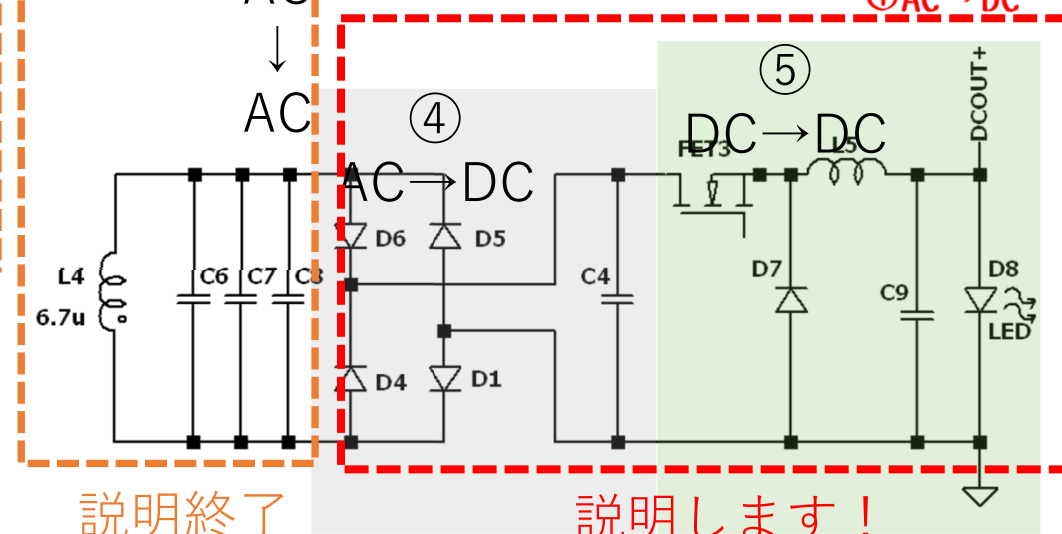 ①AC→DC
AC
↓
AC
④
AC→DC
⑤
DC→DC
FET3
L5
DCOUT+
D6
D5
L4
6.7u
C6
C7
C8
C4
D7
C9
D8
LED
D4
D1
説明終了
説明します！